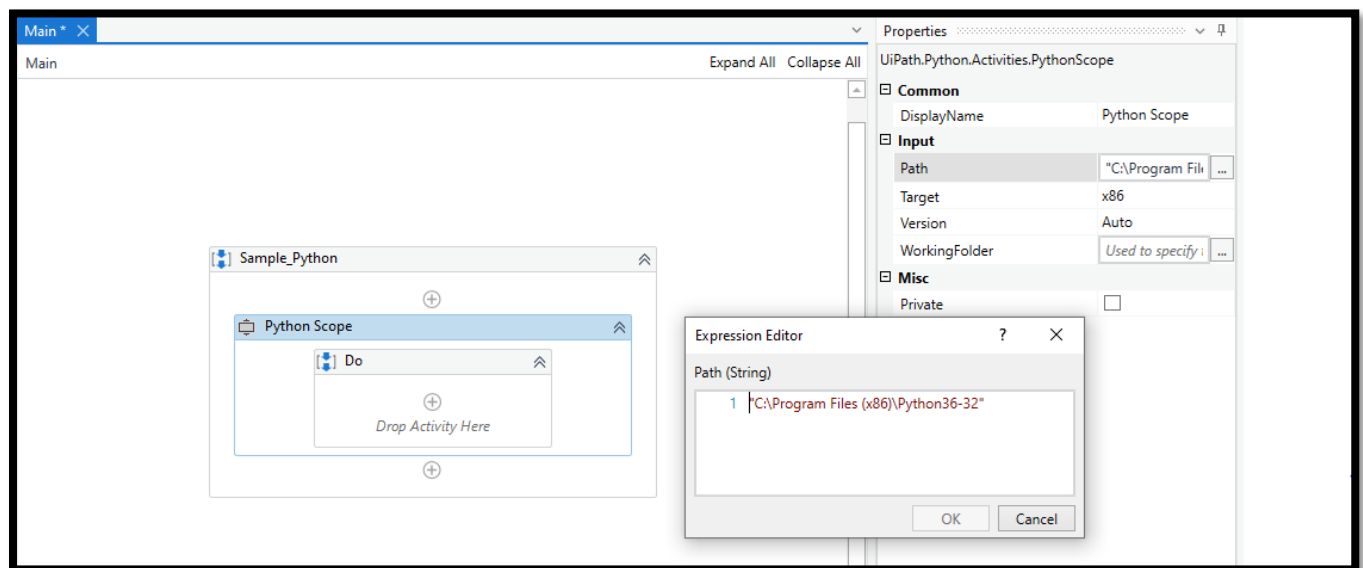 Main *
Main
Expand All Collapse All
Sample_Python
Python Scope
Do
Drop Activity Here
Properties
UiPath.Python.Activities.PythonScope
Common
DisplayName Python Scope
Input
Path "C:\Program Fil ...
Target x86
Version Auto
WorkingFolder Used to specify ...
Misc
Private
Expression Editor ?
Path (String)
1 "C:\Program Files (x86)\Python36-32"
OK Cancel